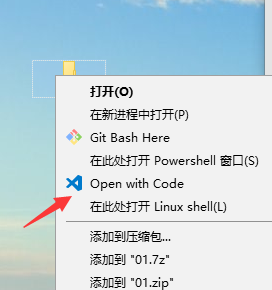 打开(O)
在新进程中打开(P)
Git Bash Here
在此处打开 Powershell 窗口(S)
Open with Code
在此处打开 Linux shell(L)
添加到压缩包...
添加到 "01.7z"
添加到 "01.zip"